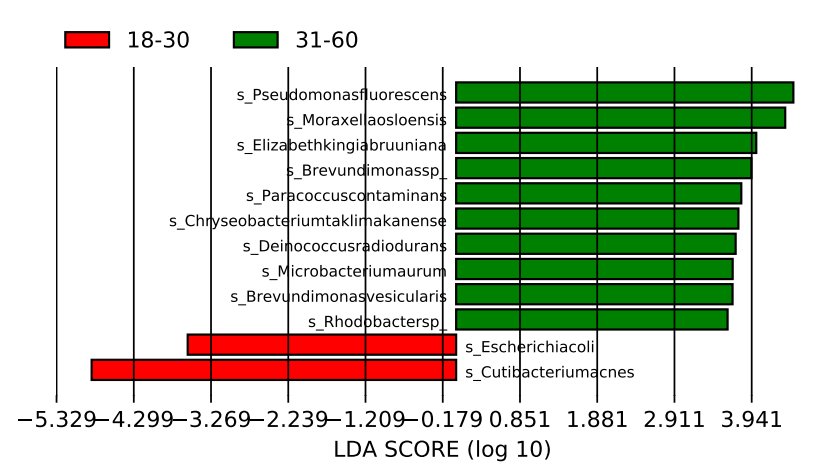 18-30 31-60
s_Pseudomonasfluorescens
s_Moraxellaosloensis
s_Elizabethkingiabruuniana
s_Brevundimonassp_
s_Paracoccuscontaminans
s_Chryseobacteriumtaklimakanense
s_Deinococcusradiodurans
s_Microbacteriumaurum
s_Brevundimonasvesicularis
s_Rhodobactersp_
s_Escherichiacoli
s_Cutibacteriumacnes
−5.329 −4.299 −3.269 −2.239 −1.209 −0.179 0.851 1.881 2.911 3.941
LDA SCORE (log 10)